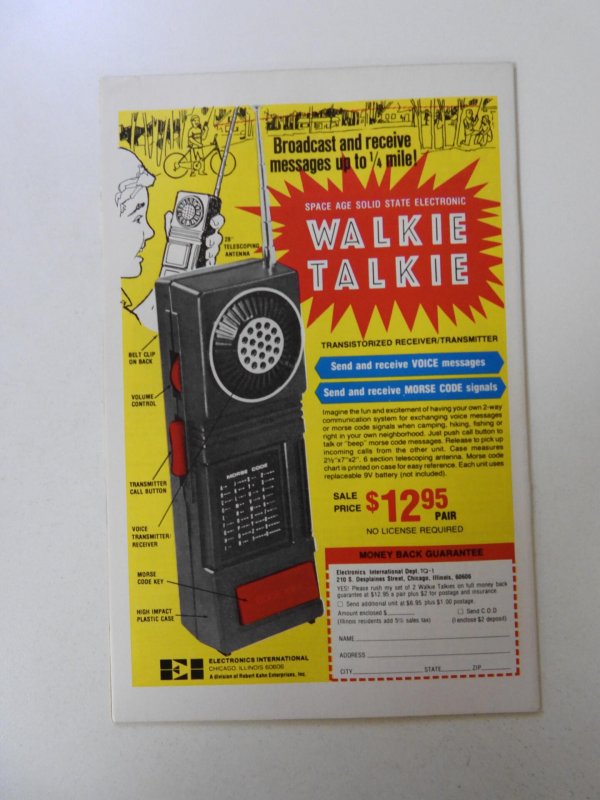 Broadcast and receive
messages up to 1/4 mile!
SPACE AGE SOLID STATE ELECTRONIC
WALKIE
TALKIE
28"
TELESCOPING
ANTENNA
TRANSISTORIZED RECEIVER/TRANSMITTER
Send and receive VOICE messages
Send and receive MORSE CODE signals
Imagine the fun and excitement of having your own 2-way
communication system for exchanging voice messages
or morse code signals when camping, hiking, fishing or
right in your own neighborhood. Just push call button to
talk or "beep" morse code messages. Release to pick up
incoming calls from the other unit. Case measures
2½"x7"x2". 6 section telescoping antenna. Morse code
chart is printed on case for easy reference. Each unit uses
replaceable 9V battery (not included).
BELT CLIP
ON BACK
VOLUME
CONTROL
TRANSMITTER
CALL BUTTON
VOICE
TRANSMITTER/
RECEIVER
MORSE
CODE KEY
HIGH IMPACT
PLASTIC CASE
MORSE CODE
SALE
PRICE $12.95
PAIR
NO LICENSE REQUIRED
MONEY BACK GUARANTEE
Electronics International Dept. TQ-1
210 S. Desplaines Street, Chicago, Illinois, 60606
YES! Please rush my set of 2 Walkie Talkies on full money back
guarantee at $12.95 a pair plus $2 for postage and insurance.
Send additional unit at $6.95 plus $1.00 postage.
Amount enclosed $ Send C.O.D
(Illinois residents add 5% sales tax) (I enclose $2 deposit)
NAME
ADDRESS
CITY STATE ZIP
ELECTRONICS INTERNATIONAL
CHICAGO, ILLINOIS 60606
A division of Robert Kahn Enterprises, Inc.